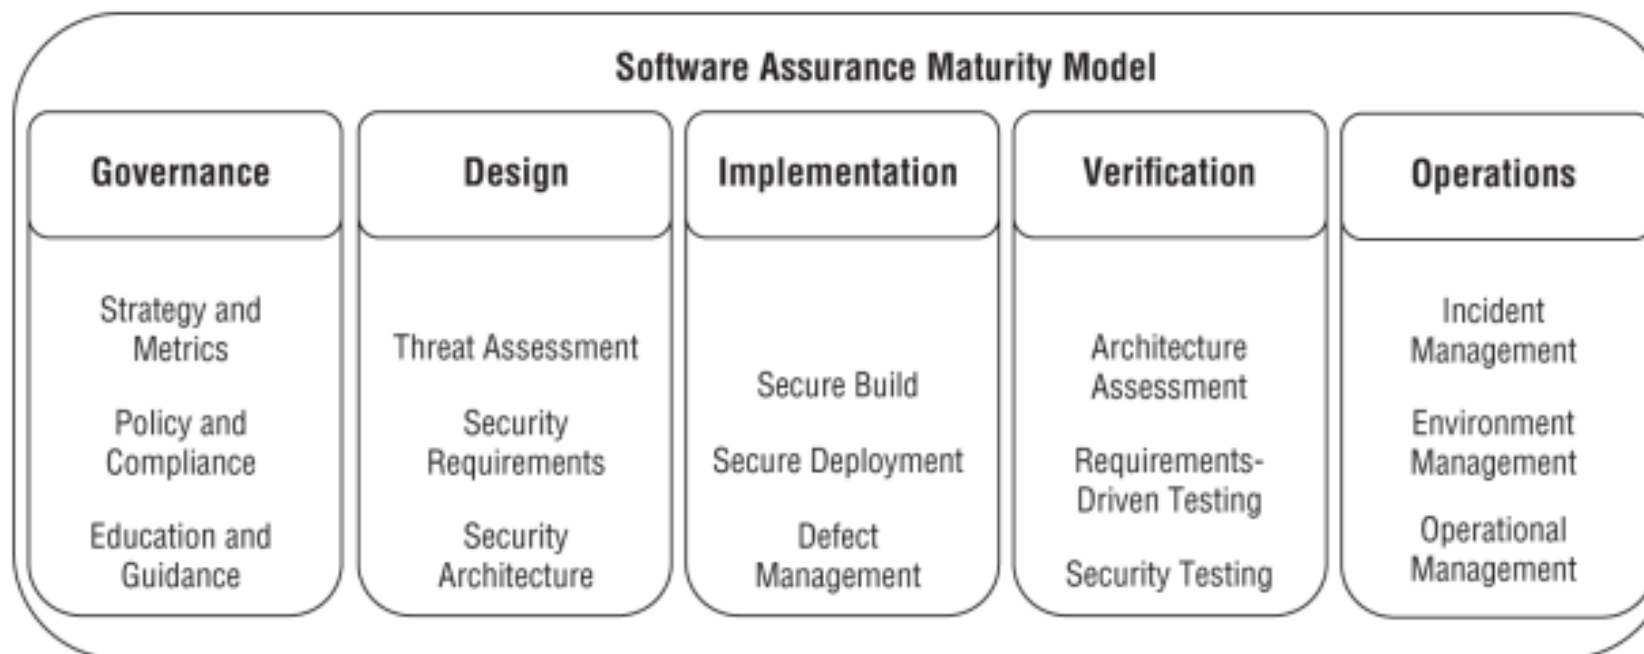 Software Assurance Maturity Model
Governance
Strategy and
Metrics
Policy and
Compliance
Education and
Guidance
Design
Threat Assessment
Security
Requirements
Security
Architecture
Implementation
Secure Build
Secure Deployment
Defect
Management
Verification
Architecture
Assessment
Requirements-
Driven Testing
Security Testing
Operations
Incident
Management
Environment
Management
Operational
Management